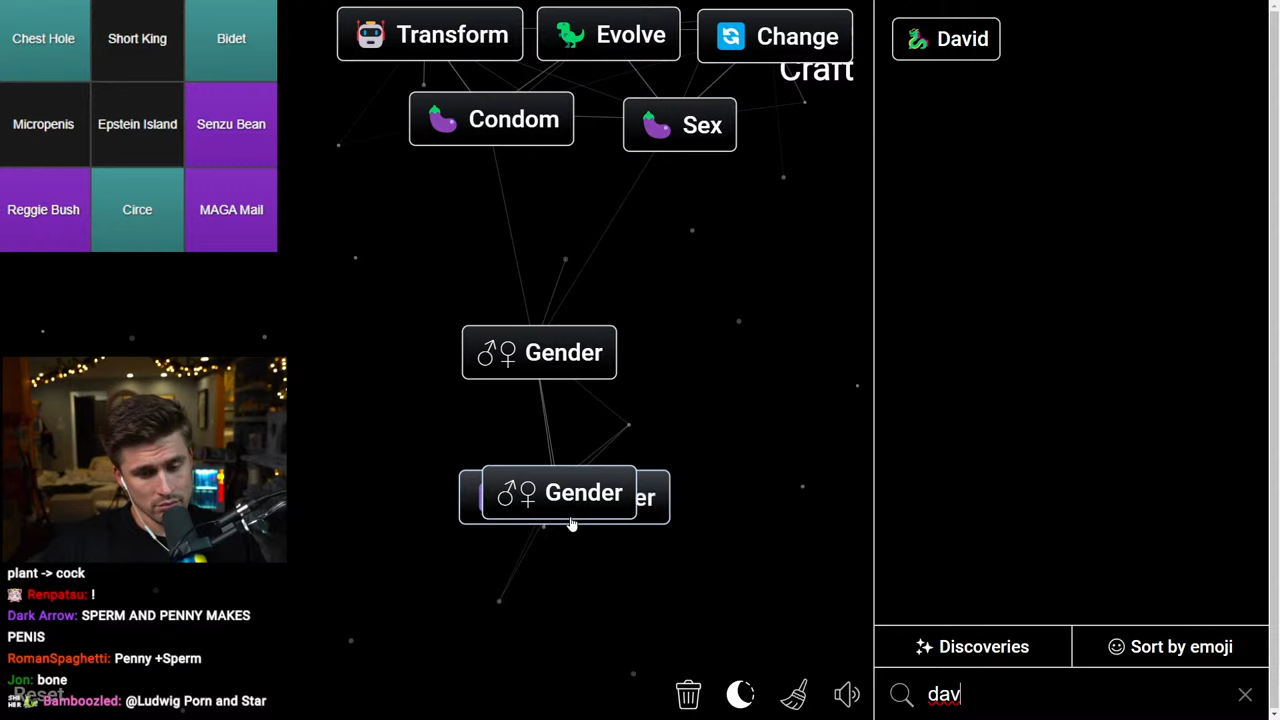 Chest Hole
Short King
Bidet
Micropenis
Epstein Island
Senzu Bean
Reggie Bush
Circe
MAGA Mail
Transform
Evolve
Change
Craft
Condom
Sex
Gender
Gender
er
David
plant -> cock
Renpatsu: !
Dark Arrow: SPERM AND PENNY MAKES
PENIS
RomanSpaghetti: Penny +Sperm
Jon: bone
Bamboozled: @Ludwig Porn and Star
Reset
Discoveries
Sort by emoji
dav